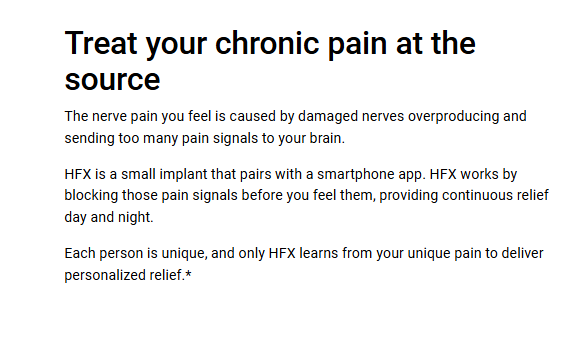 Treat your chronic pain at the
source
The nerve pain you feel is caused by damaged nerves overproducing and
sending too many pain signals to your brain.
HFX is a small implant that pairs with a smartphone app. HFX works by
blocking those pain signals before you feel them, providing continuous relief
day and night.
Each person is unique, and only HFX learns from your unique pain to deliver
personalized relief.*